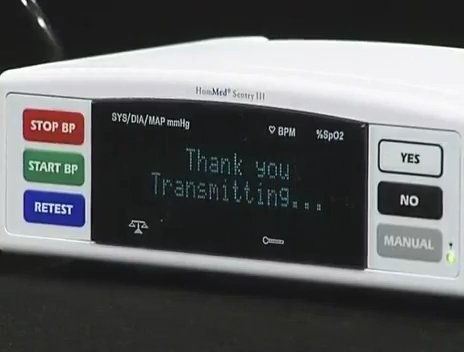 HomMed® Sentry III
STOP BP
START BP
RETEST
SYS/DIA/MAP mmHg
BPM
%SpO2
Thank you
Transmitting...
YES
NO
MANUAL